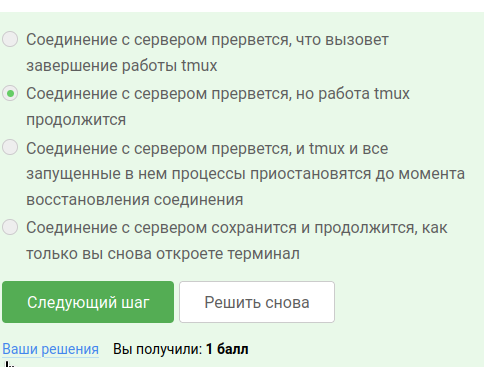 Соединение с сервером прервется, что вызовет
завершение работы tmux
Соединение с сервером прервется, но работа tmux
продолжится
Соединение с сервером прервется, и tmux и все
запущенные в нем процессы приостановятся до момента
восстановления соединения
Соединение с сервером сохранится и продолжится, как
только вы снова откроете терминал
Следующий шаг Решить снова
Ваши решения Вы получили: 1 балл